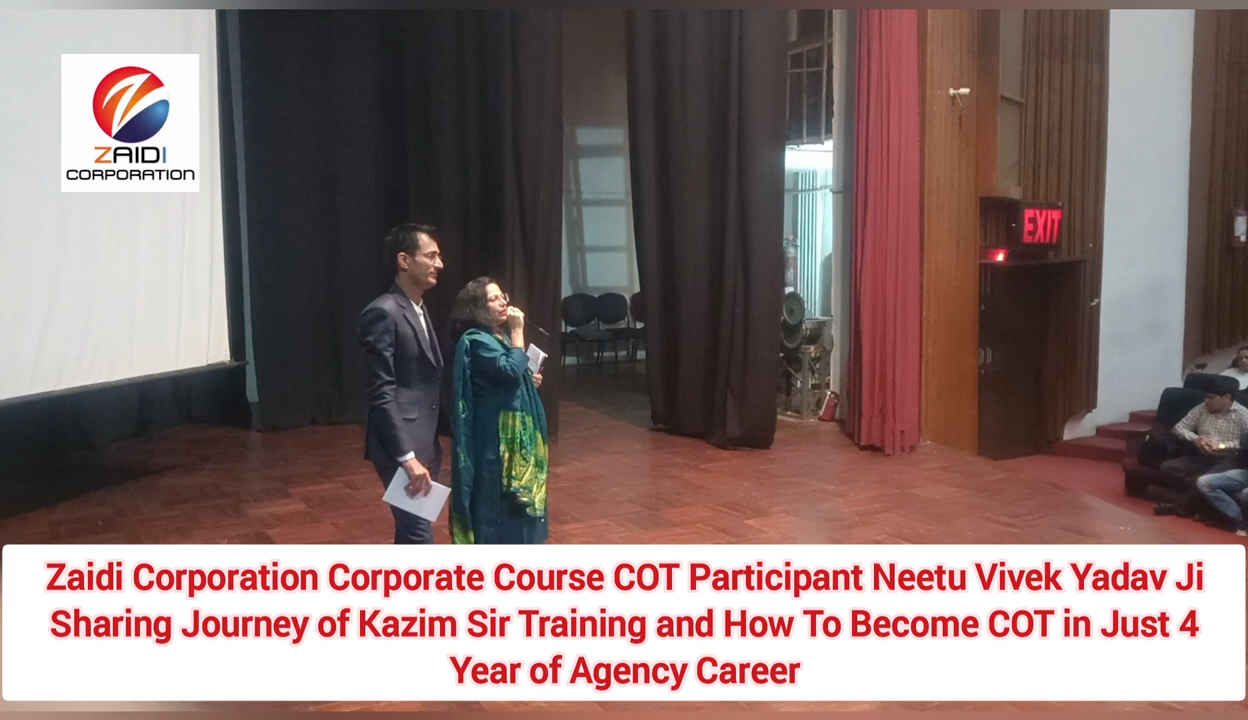 ZAIDI
CORPORATION
EXIT
Zaidi Corporation Corporate Course COT Participant Neetu Vivek Yadav Ji
Sharing Journey of Kazim Sir Training and How To Become COT in Just 4
Year of Agency Career